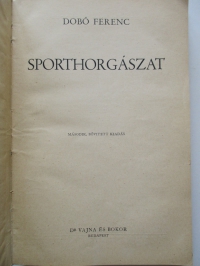 DOBÓ FERENC
SPORTHORGÁSZAT
MÁSODIK, BŐVÍTETT KIADÁS
Dr VAJNA ÉS BOKOR
BUDAPEST